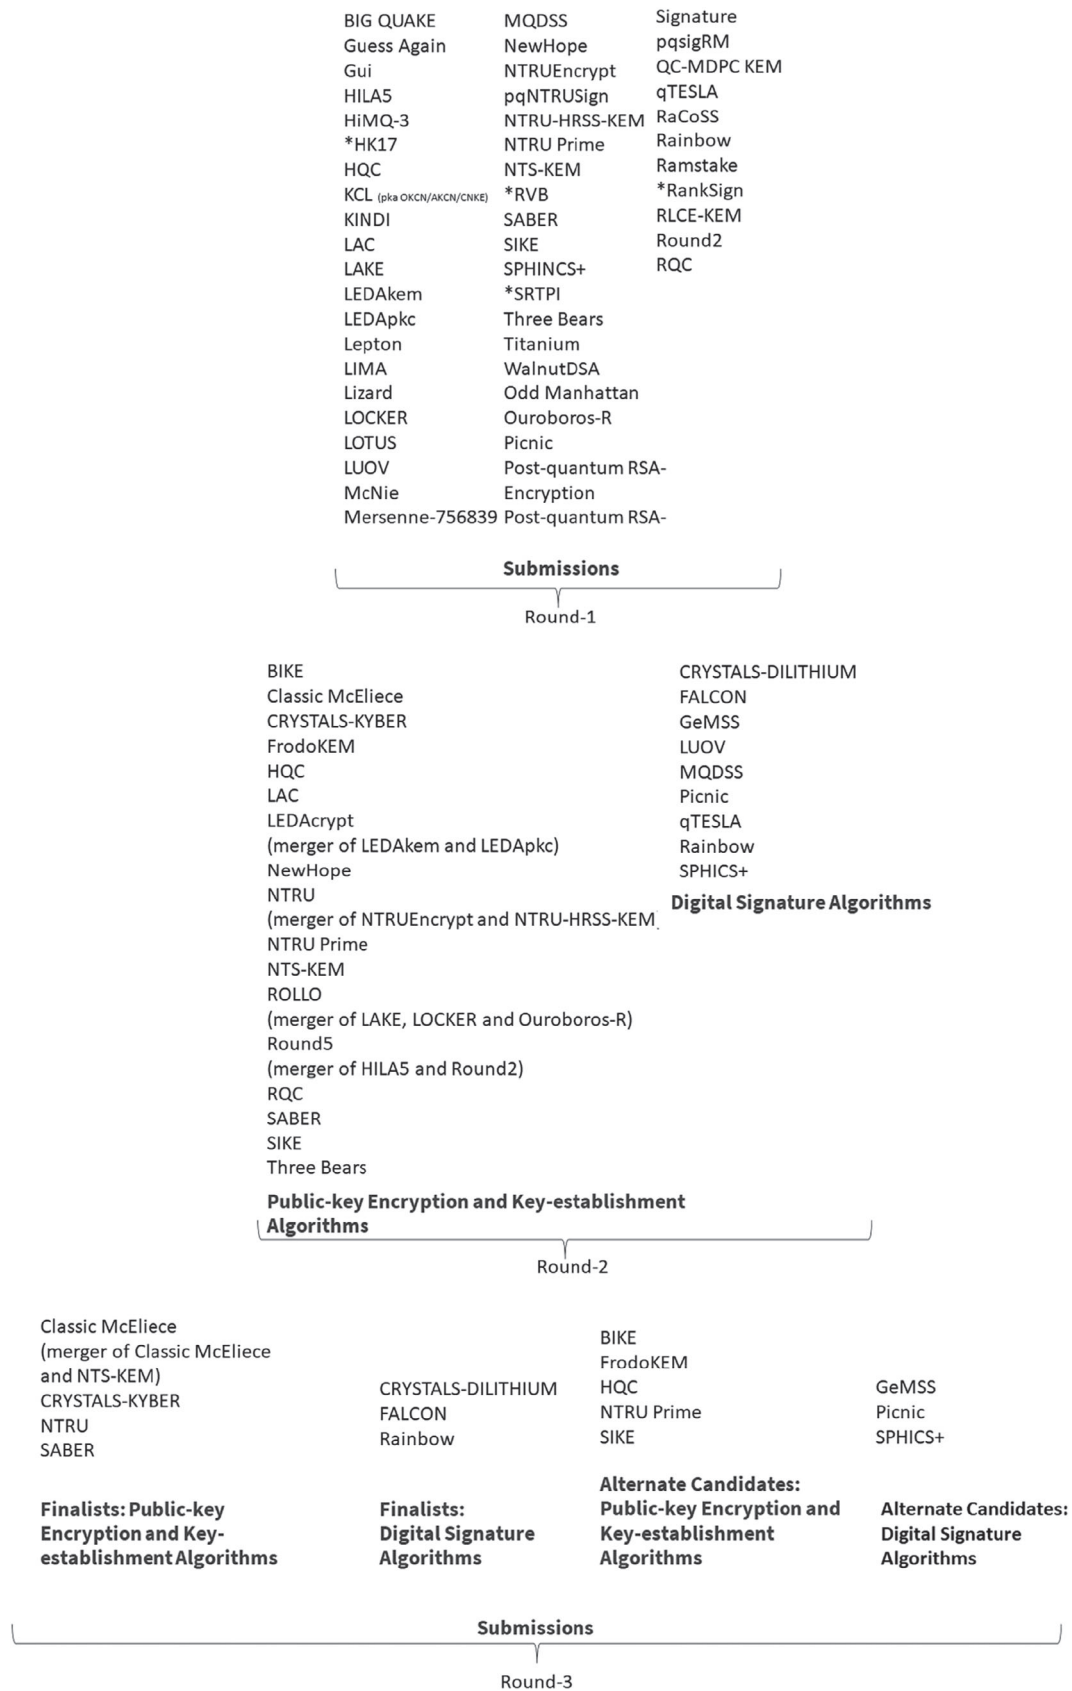 BIG QUAKE
Guess Again
Gui
HILA5
HiMQ-3
*HK17
HQC
KCL (pka OKCN/AKCN/CNKE)
KINDI
LAC
LAKE
LEDAkem
LEDApkc
Lepton
LIMA
Lizard
LOCKER
LOTUS
LUOV
McNie
Mersenne-756839
MQDSS
NewHope
NTRUEncrypt
pqNTRUSign
NTRU-HRSS-KEM
NTRU Prime
NTS-KEM
*RVB
SABER
SIKE
SPHINCS+
*SRTPI
Three Bears
Titanium
WalnutDSA
Odd Manhattan
Ouroboros-R
Picnic
Post-quantum RSA-
Encryption
Post-quantum RSA-
Signature
pqsigRM
QC-MDPC KEM
qTESLA
RaCoSS
Rainbow
Ramstake
*RankSign
RLCE-KEM
Round2
RQC
Submissions
Round-1
BIKE
Classic McEliece
CRYSTALS-KYBER
FrodoKEM
HQC
LAC
LEDAcrypt
(merger of LEDAkem and LEDApkc)
NewHope
NTRU
(merger of NTRUEncrypt and NTRU-HRSS-KEM)
NTRU Prime
NTS-KEM
ROLLO
(merger of LAKE, LOCKER and Ouroboros-R)
Round5
(merger of HILA5 and Round2)
RQC
SABER
SIKE
Three Bears
Public-key Encryption and Key-establishment
Algorithms
CRYSTALS-DILITHIUM
FALCON
GeMSS
LUOV
MQDSS
Picnic
qTESLA
Rainbow
SPHICS+
Digital Signature Algorithms
Round-2
Classic McEliece
(merger of Classic McEliece
and NTS-KEM)
CRYSTALS-KYBER
NTRU
SABER
Finalists: Public-key
Encryption and Key-
establishment Algorithms
CRYSTALS-DILITHIUM
FALCON
Rainbow
Finalists:
Digital Signature
Algorithms
BIKE
FrodoKEM
HQC
NTRU Prime
SIKE
Alternate Candidates:
Public-key Encryption and
Key-establishment
Algorithms
GeMSS
Picnic
SPHICS+
Alternate Candidates:
Digital Signature
Algorithms
Submissions
Round-3